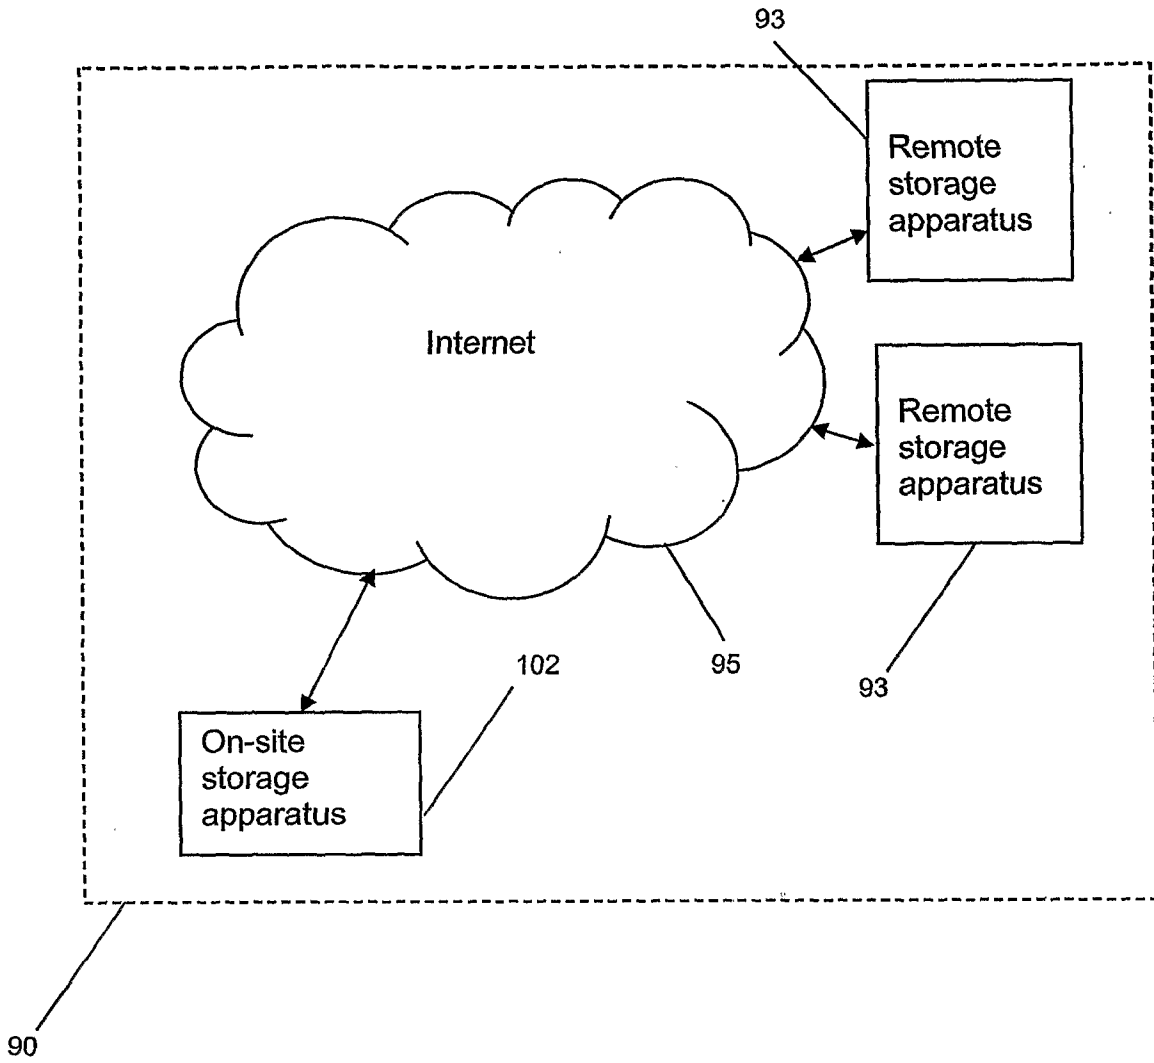 93
Remote
storage
apparatus
Internet
Remote
storage
apparatus
102
95
93
On-site
storage
apparatus
90